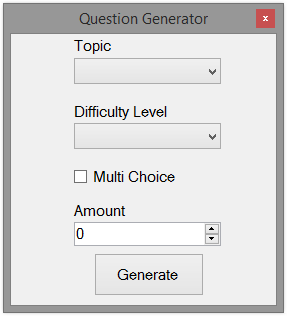 Question Generator
x
Topic
Difficulty Level
Multi Choice
Amount
0
Generate